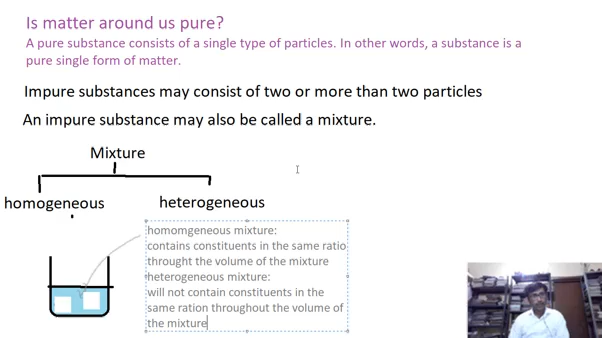 Is matter around us pure?
A pure substance consists of a single type of particles. In other words, a substance is a
pure single form of matter.
Impure substances may consist of two or more than two particles
An impure substance may also be called a mixture.
Mixture
homogeneous
heterogeneous
homomgeneous mixture:
contains constituents in the same ratio
throught the volume of the mixture
heterogeneous mixture:
will not contain constituents in the
same ration throughout the volume of
the mixture